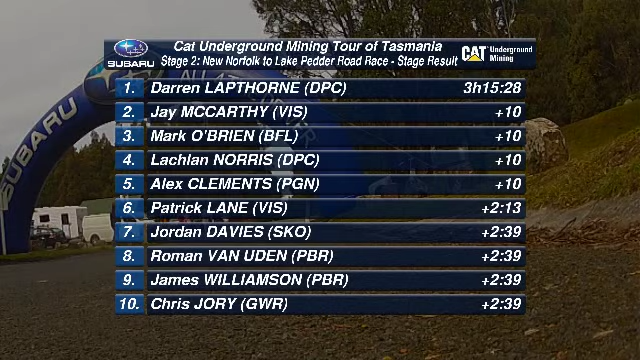 SUBARU
Cat Underground Mining Tour of Tasmania
Stage 2: New Norfolk to Lake Pedder Road Race - Stage Result
CAT Underground Mining
1. Darren LAPTHORNE (DPC) 3h15:28
2. Jay MCCARTHY (VIS) +10
3. Mark O'BRIEN (BFL) +10
4. Lachlan NORRIS (DPC) +10
5. Alex CLEMENTS (PGN) +10
6. Patrick LANE (VIS) +2:13
7. Jordan DAVIES (SKO) +2:39
8. Roman VAN UDEN (PBR) +2:39
9. James WILLIAMSON (PBR) +2:39
10. Chris JORY (GWR) +2:39
SUBARU